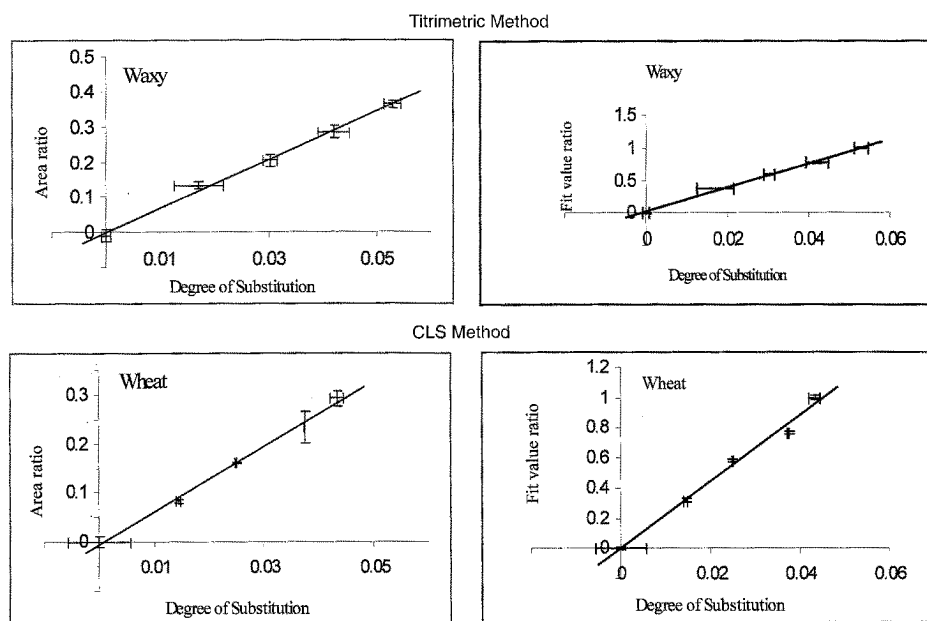 Titrimetric Method
Waxy
Area ratio
0.5
0.4
0.3
0.2
0.1
0
0.01
0.03
0.05
Degree of Substitution
Waxy
Fit value ratio
1.5
1
0.5
0
0
0.02
0.04
0.06
Degree of Substitution
CLS Method
Wheat
Area ratio
0.3
0.2
0.1
0
0.01
0.03
0.05
Degree of Substitution
Wheat
Fit value ratio
1.2
1
0.8
0.6
0.4
0.2
0
0
0.02
0.04
0.06
Degree of Substitution